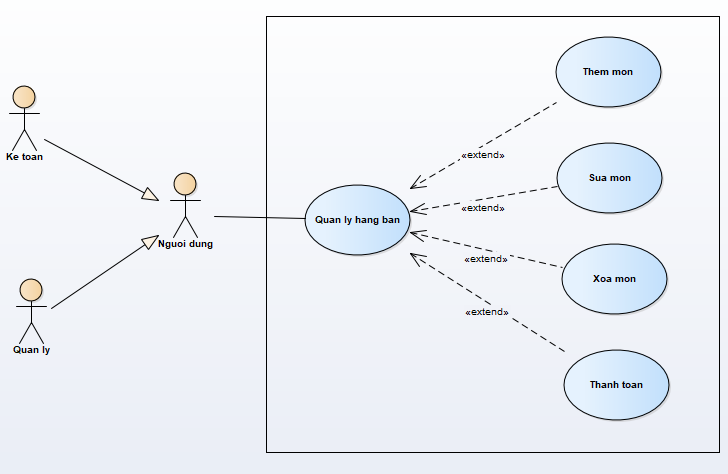 Ke toan
Quan ly
Nguoi dung
Quan ly hang ban
«extend»
«extend»
«extend»
«extend»
Them mon
Sua mon
Xoa mon
Thanh toan